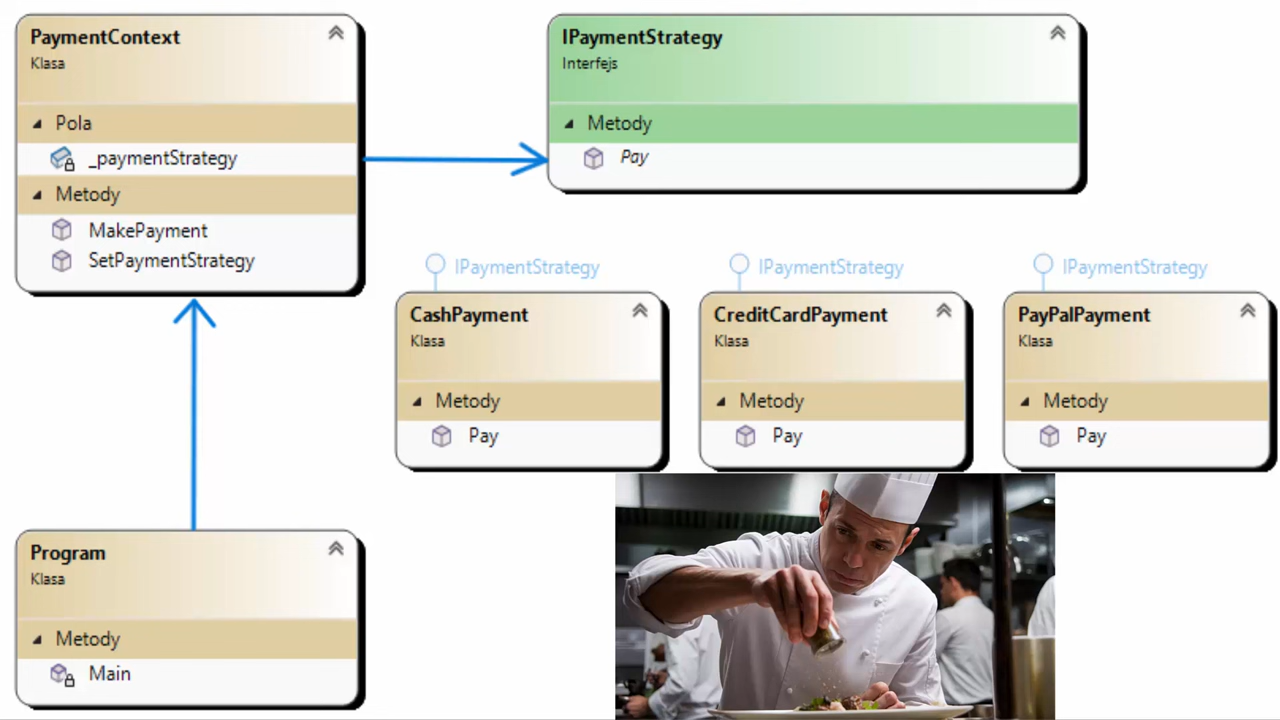 PaymentContext
Klasa
Pola
_paymentStrategy
Metody
MakePayment
SetPaymentStrategy
IPaymentStrategy
Interfejs
Metody
Pay
IPaymentStrategy
CashPayment
Klasa
Metody
Pay
IPaymentStrategy
CreditCardPayment
Klasa
Metody
Pay
IPaymentStrategy
PayPalPayment
Klasa
Metody
Pay
Program
Klasa
Metody
Main